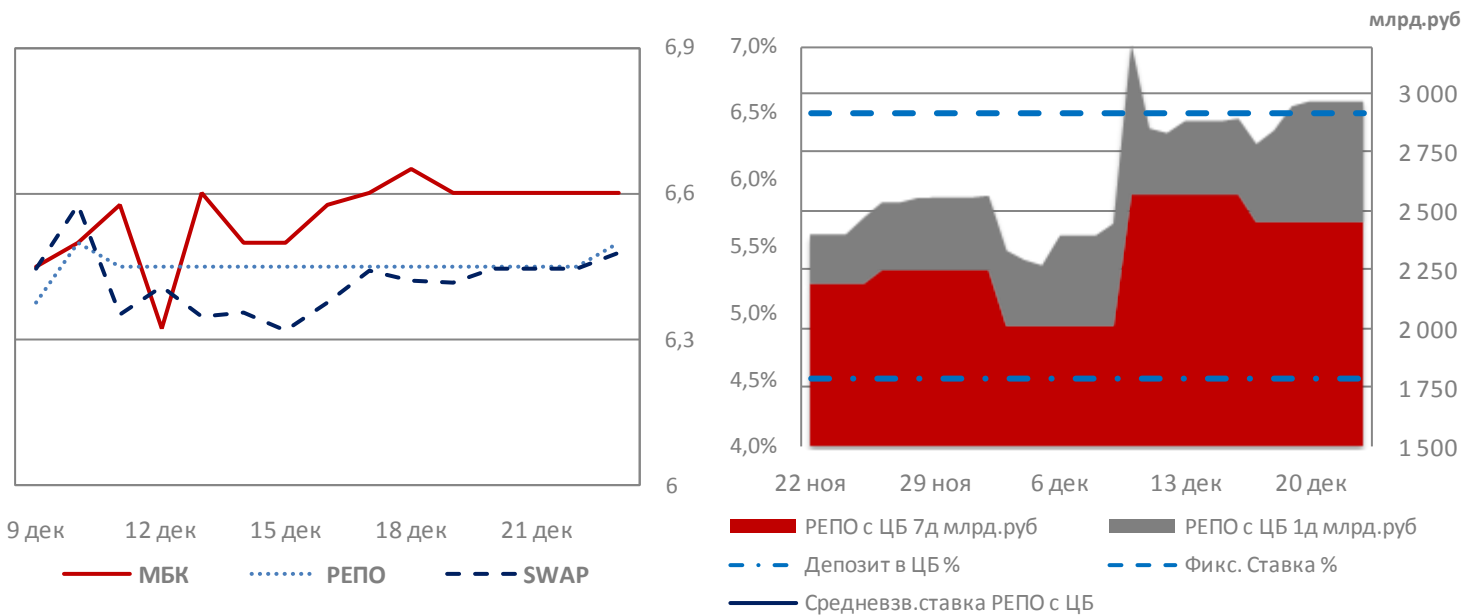 6,9
6,6
6,3
6
9 дек 12 дек 15 дек 18 дек 21 дек
МБК РЕПО SWAP
млрд.руб
7,0%
6,5%
6,0%
5,5%
5,0%
4,5%
4,0%
3 000
2 750
2 500
2 250
2 000
1 750
1 500
22 ноя 29 ноя 6 дек 13 дек 20 дек
РЕПО с ЦБ 7д млрд.руб РЕПО с ЦБ 1д млрд.руб
Депозит в ЦБ % Фикс. Ставка %
Средневзв.ставка РЕПО с ЦБ